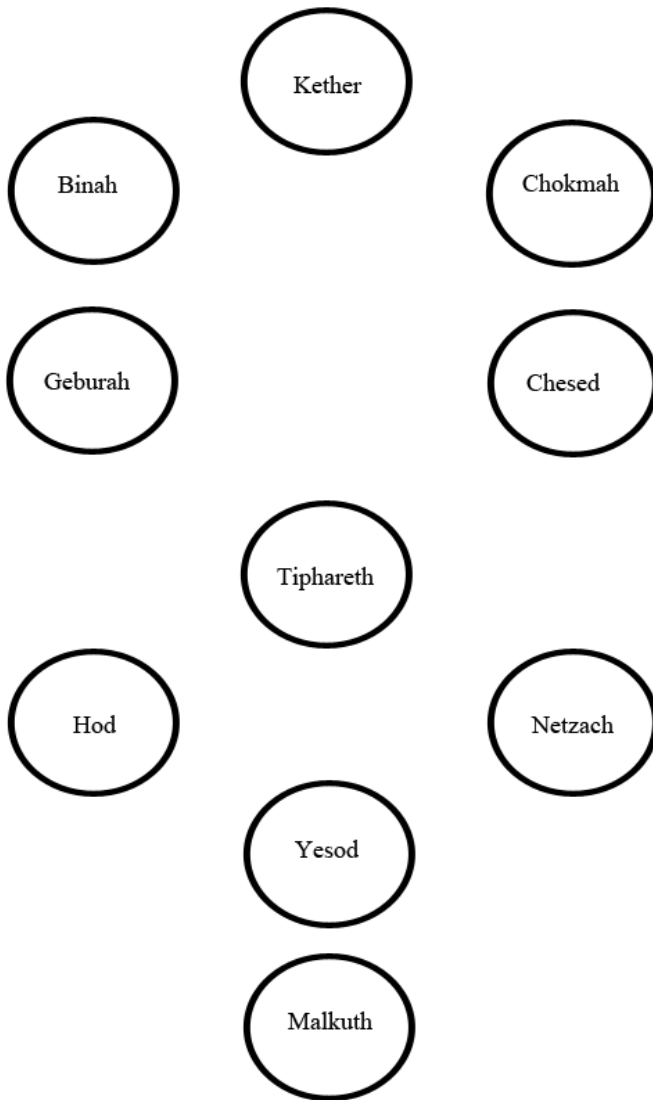 Kether
Binah
Chokmah
Geburah
Chesed
Tiphareth
Hod
Netzach
Yesod
Malkuth